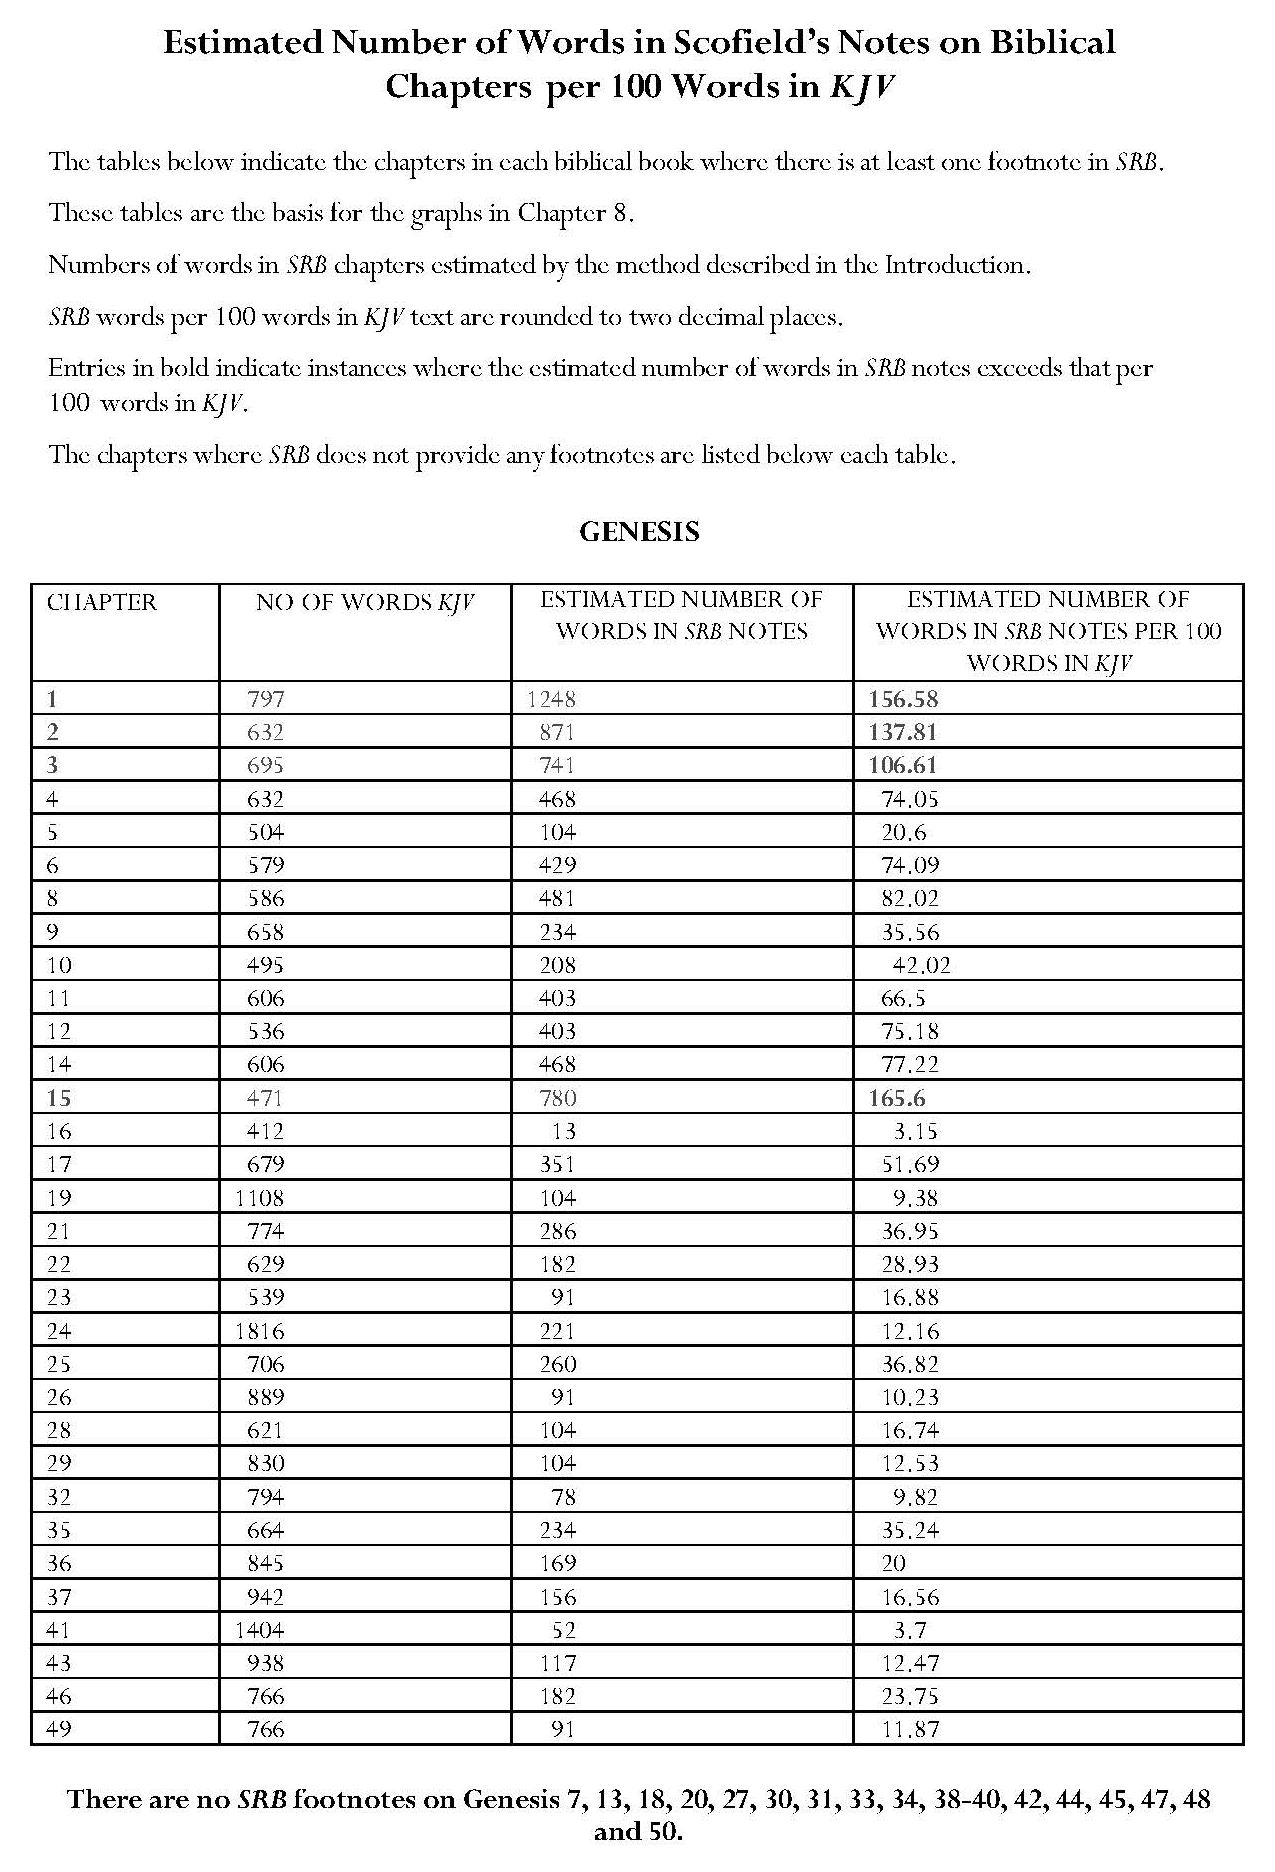 Estimated Number of Words in Scofield's Notes on Biblical
Chapters per 100 Words in KJV
The tables below indicate the chapters in each biblical book where there is at least one footnote in SRB.
These tables are the basis for the graphs in Chapter 8.
Numbers of words in SRB chapters estimated by the method described in the Introduction.
SRB words per 100 words in KJV text are rounded to two decimal places.
Entries in bold indicate instances where the estimated number of words in SRB notes exceeds that per
100 words in KJV.
The chapters where SRB does not provide any footnotes are listed below each table.
GENESIS
CHAPTER NO OF WORDS KJV ESTIMATED NUMBER OF ESTIMATED NUMBER OF
WORDS IN SRB NOTES WORDS IN SRB NOTES PER 100
WORDS IN KJV
1 797 1248 156.58
2 632 871 137.81
3 695 741 106.61
4 632 468 74.05
5 504 104 20.6
6 579 429 74.09
8 586 481 82.02
9 658 234 35.56
10 495 208 42.02
11 606 403 66.5
12 536 403 75.18
14 606 468 77.22
15 471 780 165.6
16 412 13 3.15
17 679 351 51.69
19 1108 104 9.38
21 774 286 36.95
22 629 182 28.93
23 539 91 16.88
24 1816 221 12.16
25 706 260 36.82
26 889 91 10.23
28 621 104 16.74
29 830 104 12.53
32 794 78 9.82
35 664 234 35.24
36 845 169 20
37 942 156 16.56
41 1404 52 3.7
43 938 117 12.47
46 766 182 23.75
49 766 91 11.87
There are no SRB footnotes on Genesis 7, 13, 18, 20, 27, 30, 31, 33, 34, 38-40, 42, 44, 45, 47, 48
and 50.